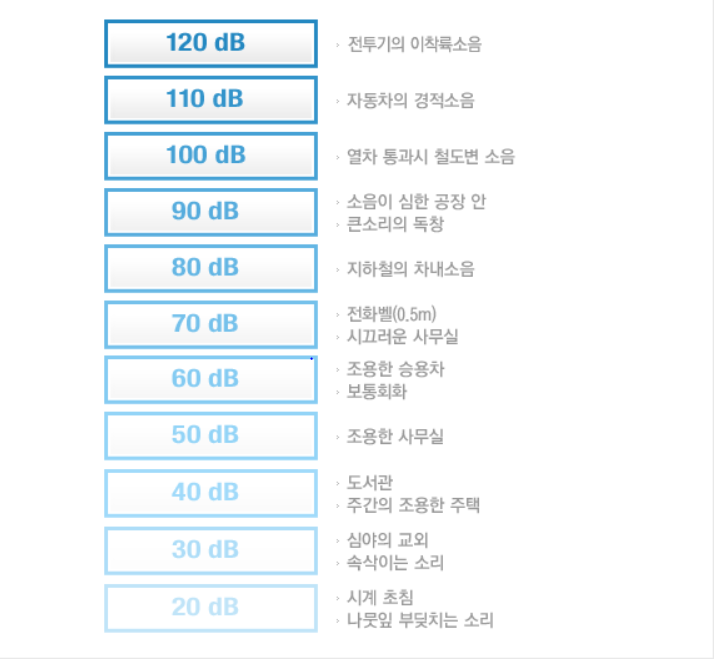 120 dB
› 전투기의 이착륙소음
110 dB
› 자동차의 경적소음
100 dB
› 열차 통과시 철도변 소음
90 dB
› 소음이 심한 공장 안
› 큰소리의 독창
80 dB
› 지하철의 차내소음
70 dB
› 전화벨(0.5m)
› 시끄러운 사무실
60 dB
› 조용한 승용차
› 보통회화
50 dB
› 조용한 사무실
40 dB
› 도서관
› 주간의 조용한 주택
30 dB
› 심야의 교외
› 속삭이는 소리
20 dB
› 시계 초침
› 나뭇잎 부딪치는 소리